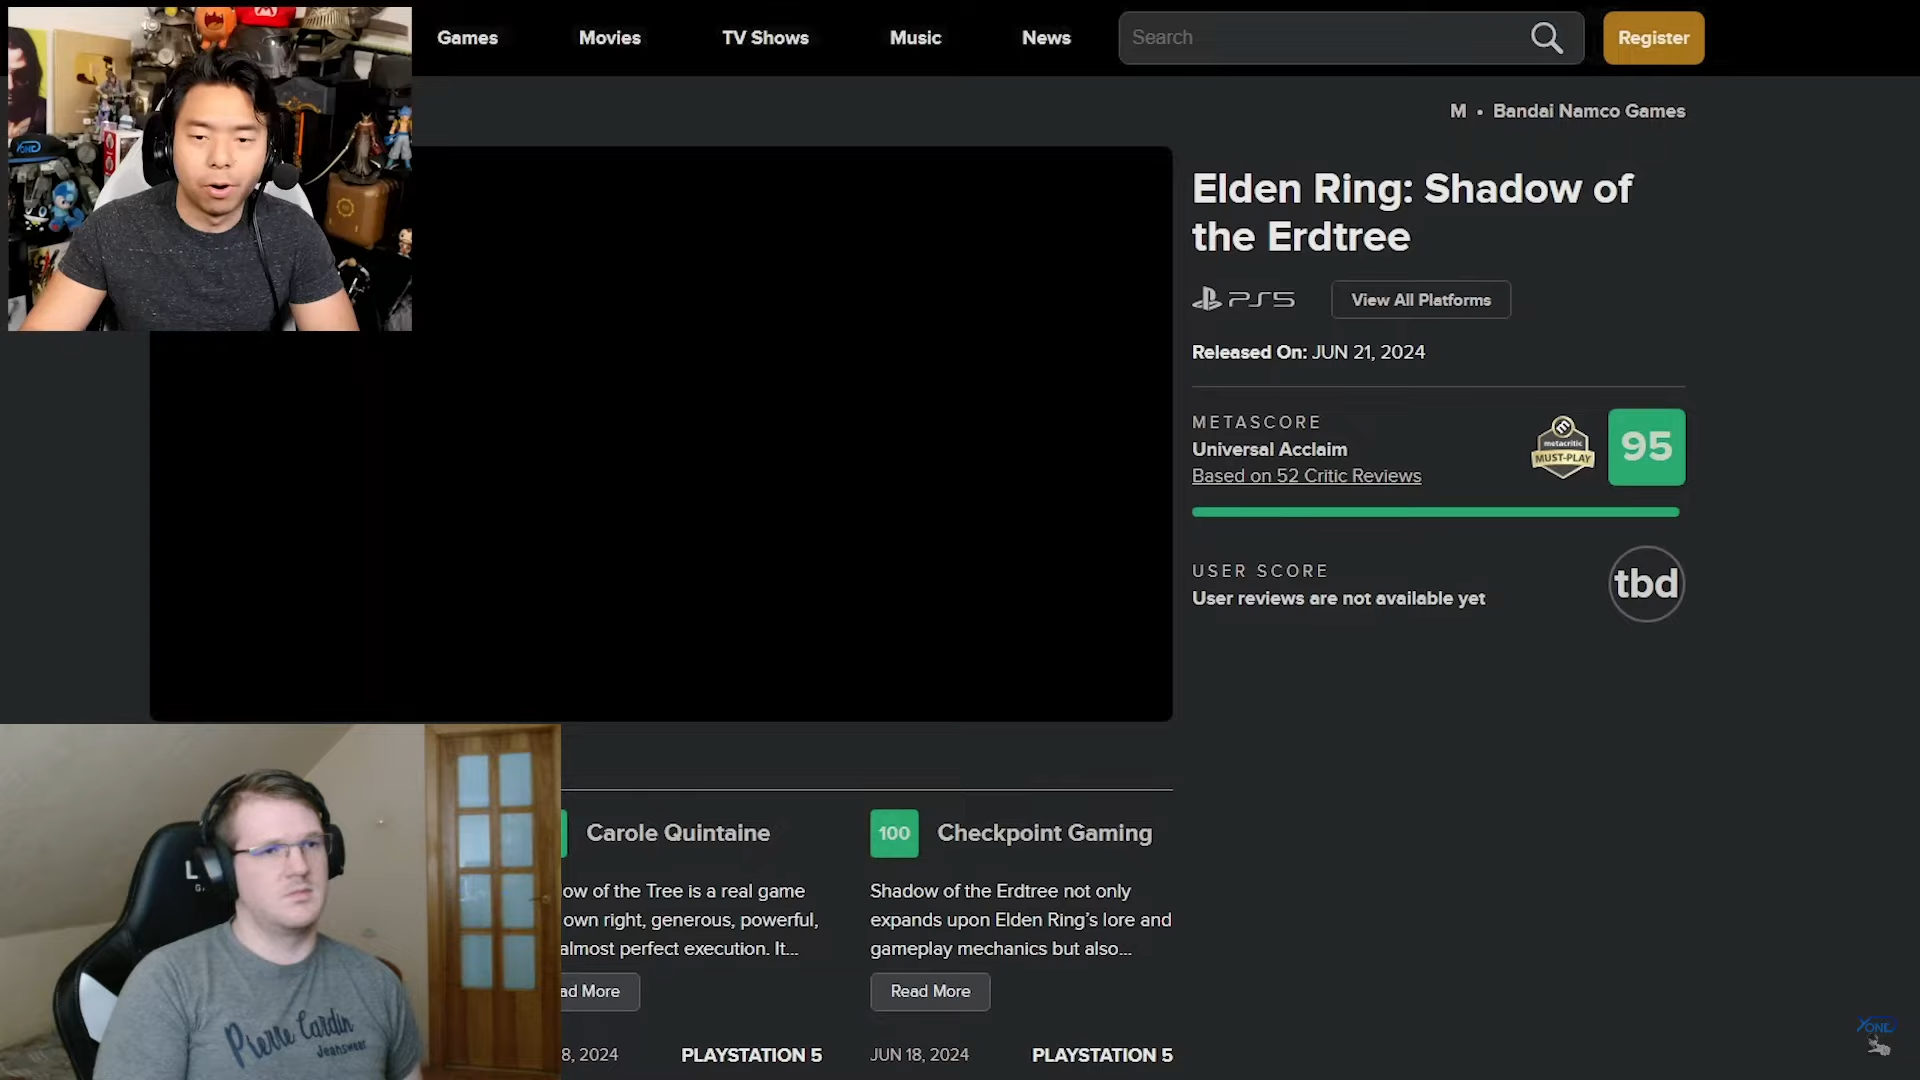 Games
Movies
TV Shows
Music
News
Search
Register
M • Bandai Namco Games
Elden Ring: Shadow of
the Erdtree
PS5
View All Platforms
Released On: JUN 21, 2024
METASCORE
Universal Acclaim
Based on 52 Critic Reviews
metacritic
MUST-PLAY
95
USER SCORE
User reviews are not available yet
tbd
Carole Quintaine
ow of the Tree is a real game
own right, generous, powerful,
almost perfect execution. It...
ad More
8, 2024
PLAYSTATION 5
100
Checkpoint Gaming
Shadow of the Erdtree not only
expands upon Elden Ring's lore and
gameplay mechanics but also...
Read More
JUN 18, 2024
PLAYSTATION 5
Pierre Cardin
Jeanswear